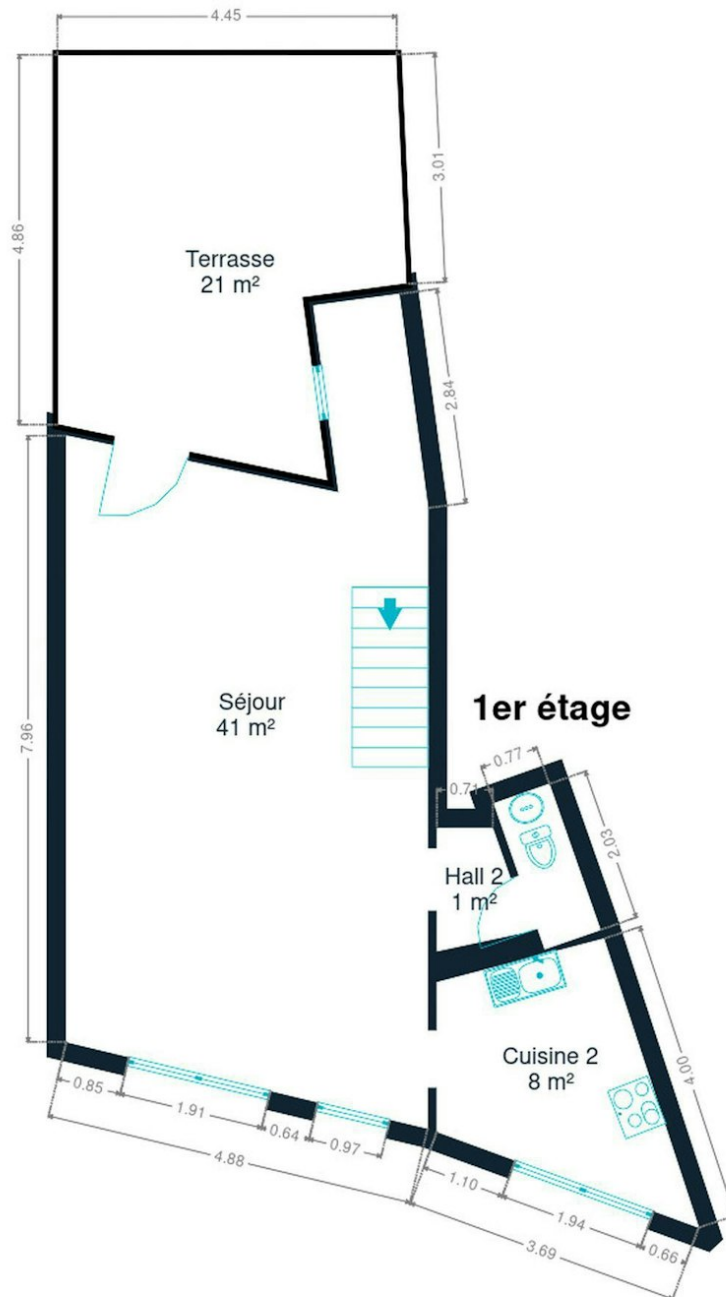 4.45
3.01
4.86
Terrasse
21 m²
2.84
7.96
Séjour
41 m²
1er étage
0.77
0.71
2.03
Hall 2
1 m²
Cuisine 2
8 m²
4.00
0.85
1.91
0.64
0.97
4.88
1.10
1.94
0.66
3.69